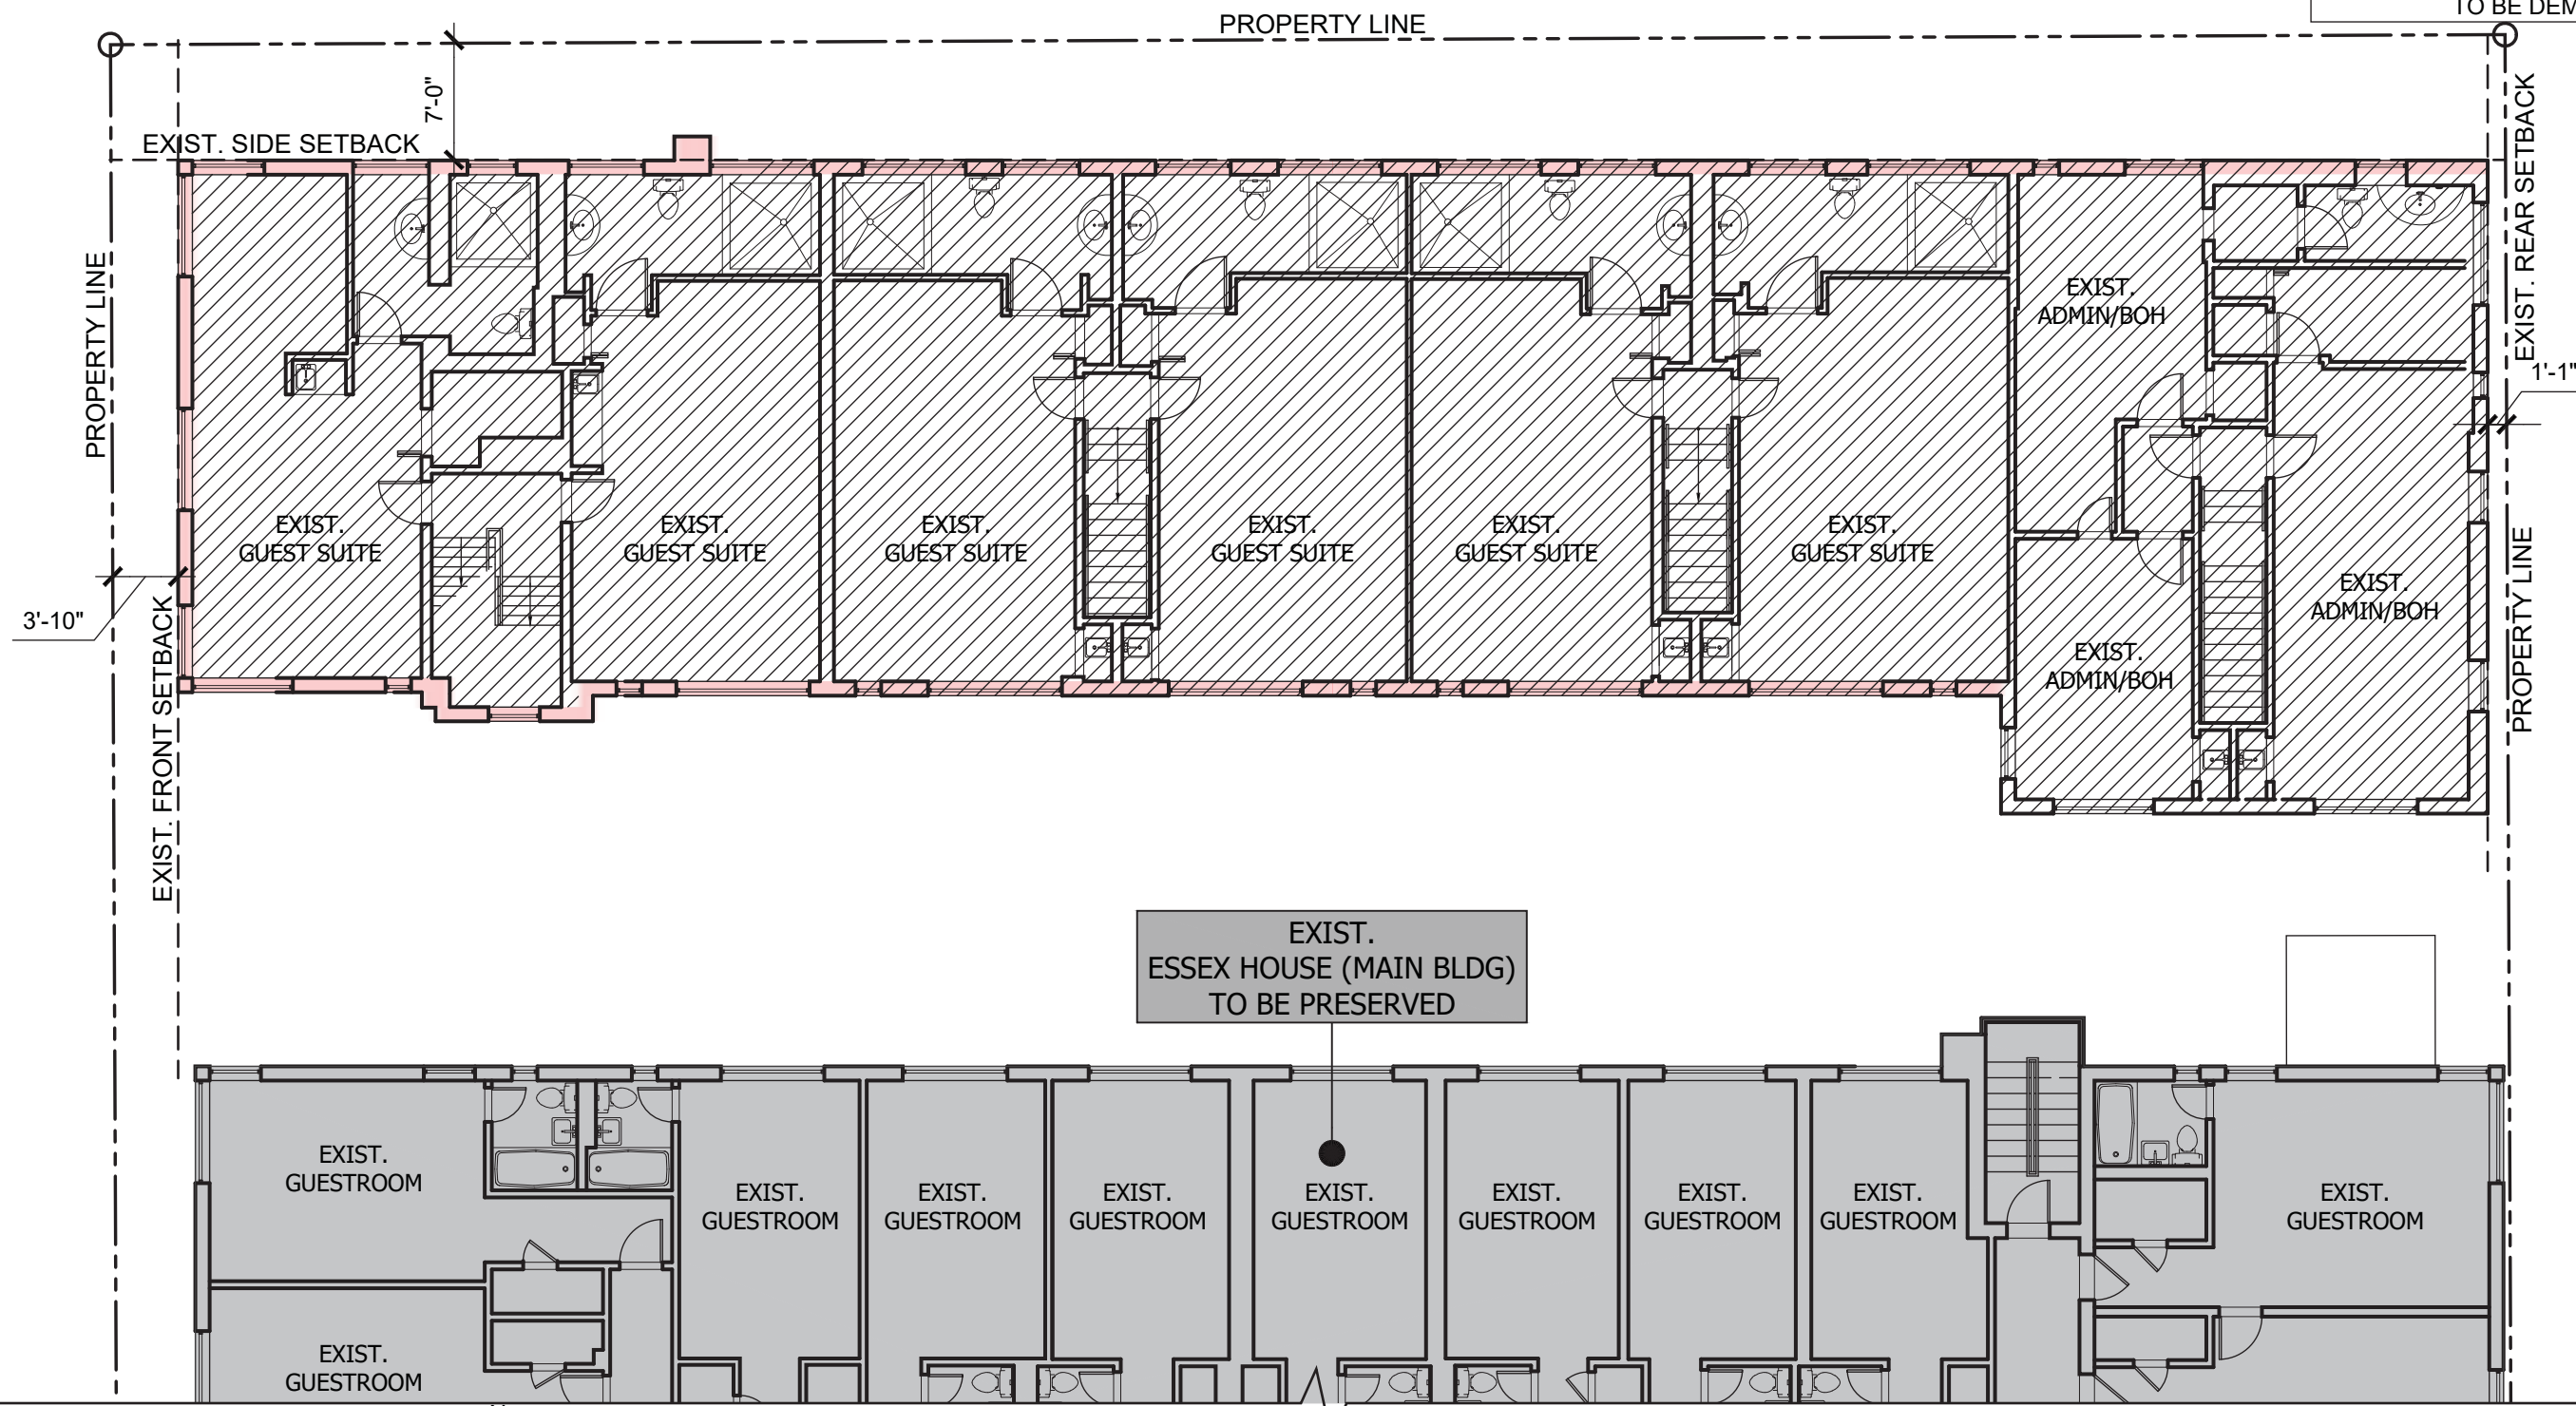 TO BE DEM
PROPERTY LINE
7'-0"
EXIST. SIDE SETBACK
EXIST. REAR SETBACK
PROPERTY LINE
EXIST.
ADMIN/BOH
1'-1"
EXIST.
GUEST SUITE
EXIST.
GUEST SUITE
EXIST.
GUEST SUITE
EXIST.
GUEST SUITE
EXIST.
GUEST SUITE
EXIST.
GUEST SUITE
EXIST.
ADMIN/BOH
PROPERTY LINE
3'-10"
EXIST. FRONT SETBACK
EXIST.
ADMIN/BOH
EXIST.
ESSEX HOUSE (MAIN BLDG)
TO BE PRESERVED
EXIST.
GUESTROOM
EXIST.
GUESTROOM
EXIST.
GUESTROOM
EXIST.
GUESTROOM
EXIST.
GUESTROOM
EXIST.
GUESTROOM
EXIST.
GUESTROOM
EXIST.
GUESTROOM
EXIST.
GUESTROOM
EXIST.
GUESTROOM